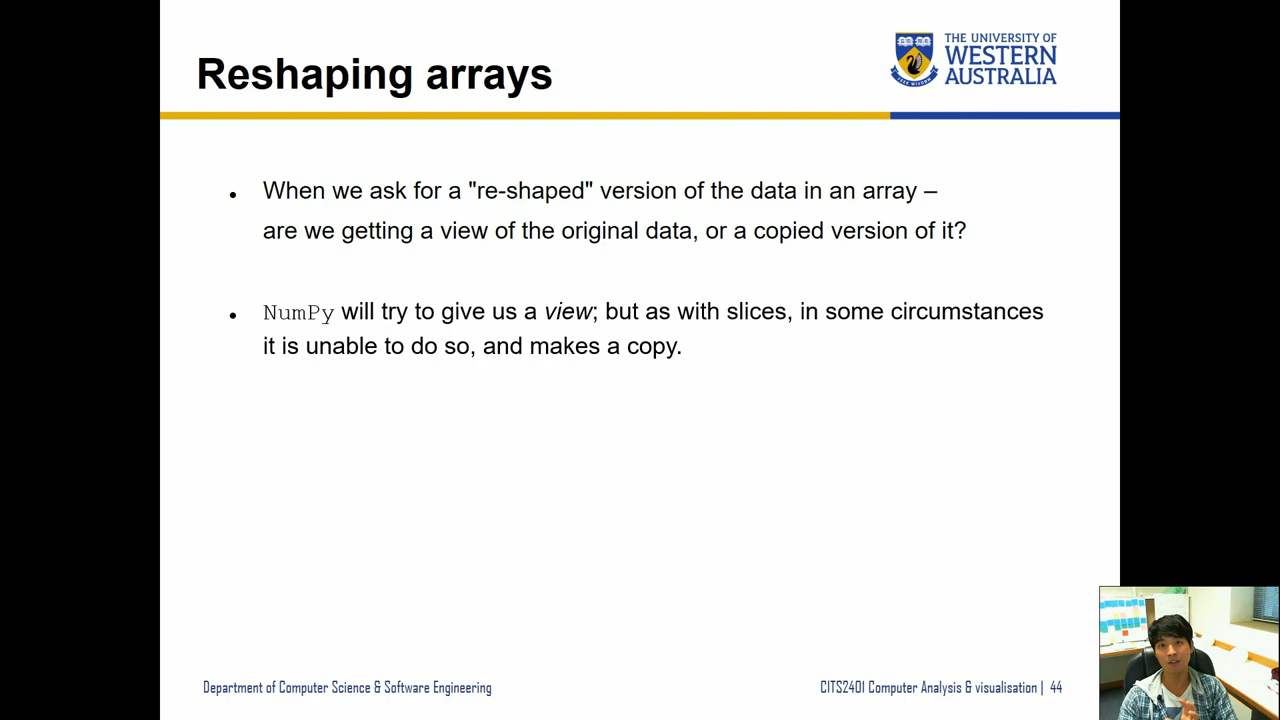 THE UNIVERSITY OF
WESTERN
AUSTRALIA
Reshaping arrays
• When we ask for a "re-shaped" version of the data in an array –
are we getting a view of the original data, or a copied version of it?
• NumPy will try to give us a view; but as with slices, in some circumstances
it is unable to do so, and makes a copy.
Department of Computer Science & Software Engineering
CITS2401 Computer Analysis & visualisation | 44